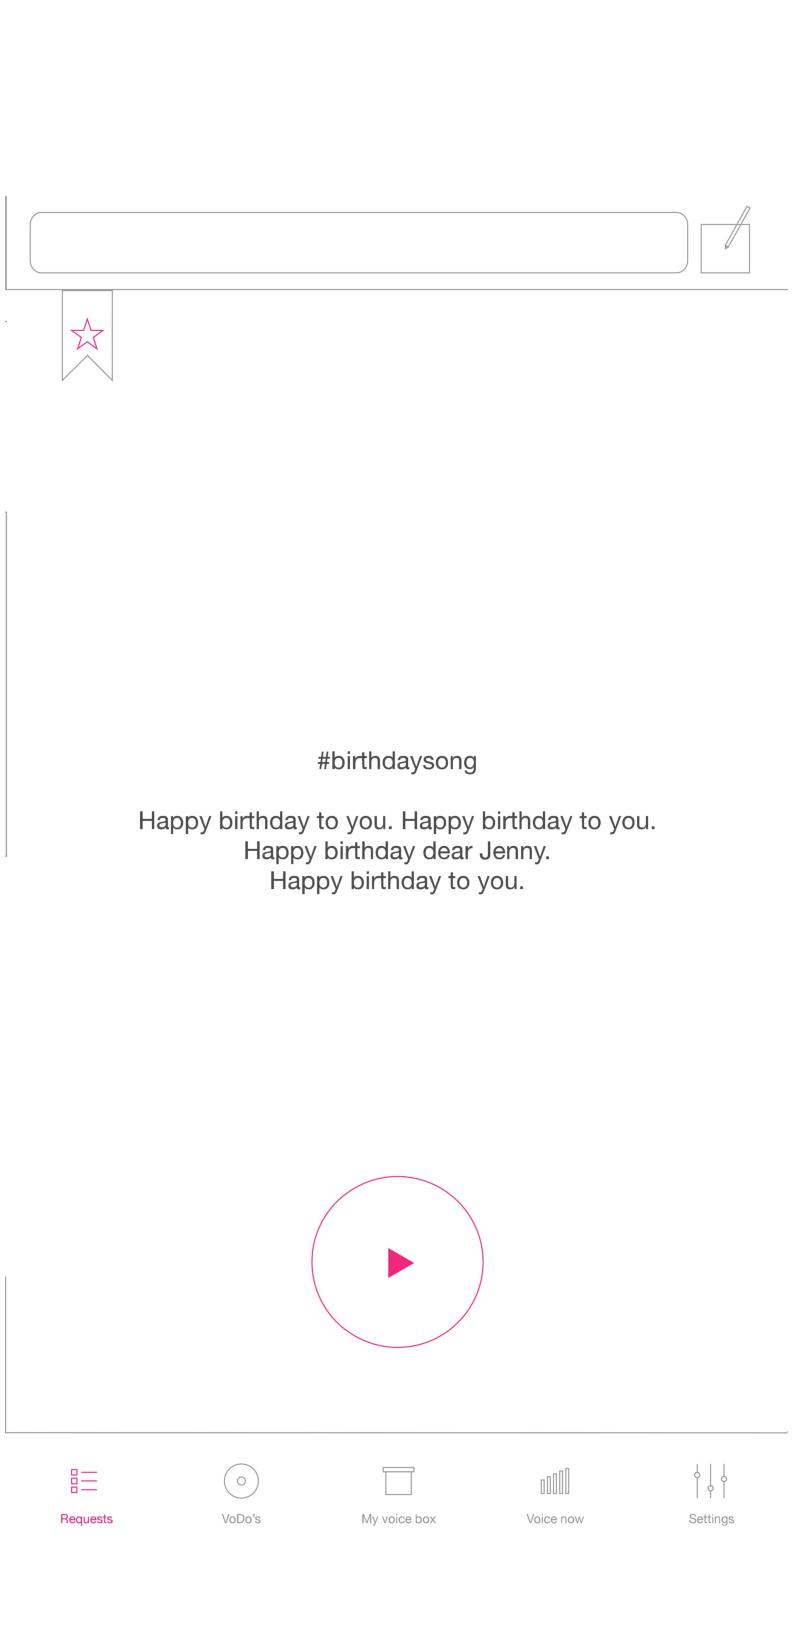 #birthdaysong
Happy birthday to you. Happy birthday to you.
Happy birthday dear Jenny.
Happy birthday to you.
Requests
VoDo's
My voice box
Voice now
Settings